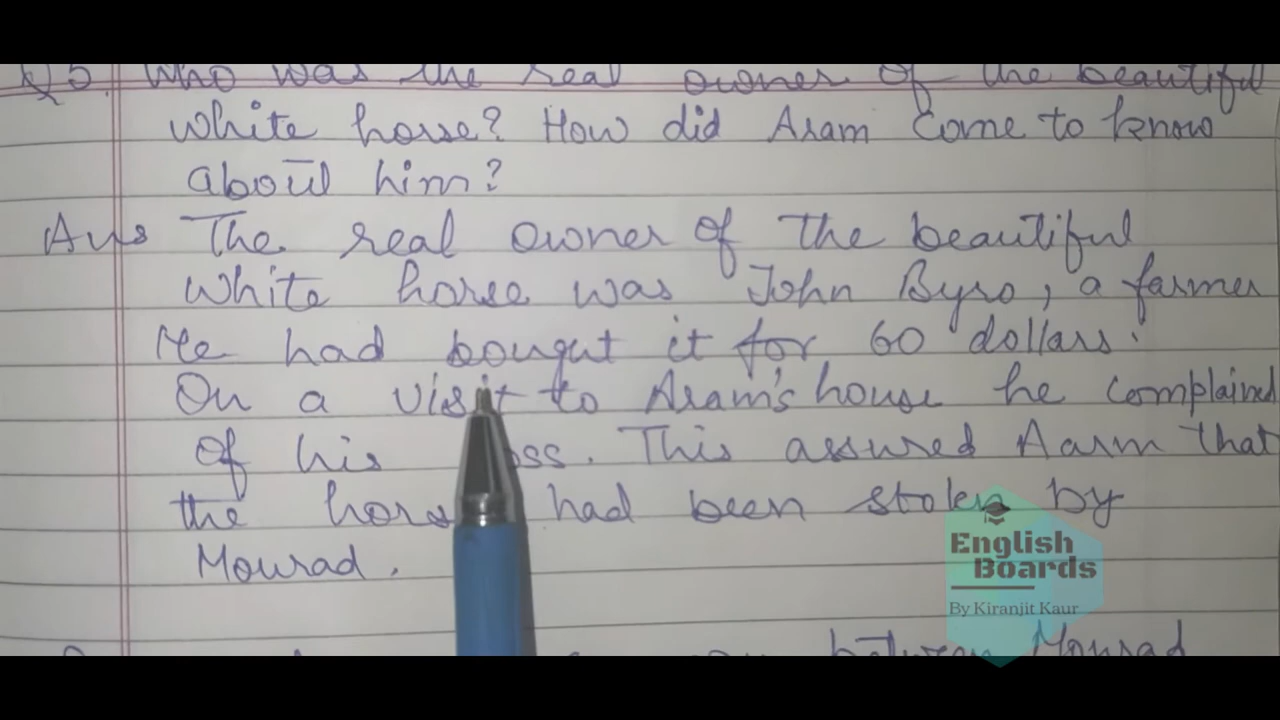 Q5. Who was the real owner of the beautiful
white horse? How did Aram come to know
about him?
Ans The real owner of the beautiful
white horse was John Byro, a farmer
He had bought it for 60 dollars.
On a visit to Aram's house he complained
of his loss. This assured Aarm that
the horse had been stolen by
Mourad.
English
Boards
By Kiranjit Kaur
between Mourad